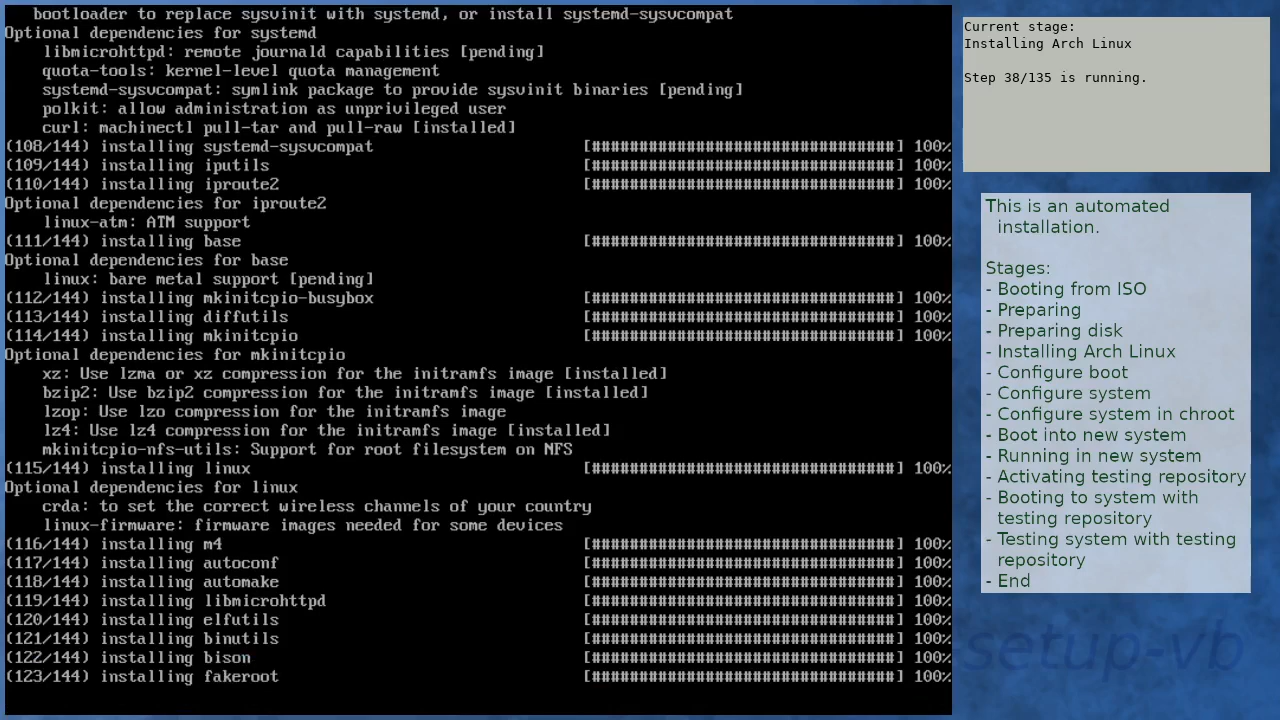 bootloader to replace sysvinit with systemd, or install systemd-sysvcompat
Optional dependencies for systemd
libmicrohttpd: remote journald capabilities [pending]
quota-tools: kernel-level quota management
systemd-sysvcompat: symlink package to provide sysvinit binaries [pending]
polkit: allow administration as unprivileged user
curl: machinectl pull-tar and pull-raw [installed]
(108/144) installing systemd-sysvcompat [################################] 100%
(109/144) installing iputils [################################] 100%
(110/144) installing iproute2 [################################] 100%
Optional dependencies for iproute2
linux-atm: ATM support
(111/144) installing base [################################] 100%
Optional dependencies for base
linux: bare metal support [pending]
(112/144) installing mkinitcpio-busybox [################################] 100%
(113/144) installing diffutils [################################] 100%
(114/144) installing mkinitcpio [################################] 100%
Optional dependencies for mkinitcpio
xz: Use lzma or xz compression for the initramfs image [installed]
bzip2: Use bzip2 compression for the initramfs image [installed]
lzop: Use lzo compression for the initramfs image
lz4: Use lz4 compression for the initramfs image [installed]
mkinitcpio-nfs-utils: Support for root filesystem on NFS
(115/144) installing linux [################################] 100%
Optional dependencies for linux
crda: to set the correct wireless channels of your country
linux-firmware: firmware images needed for some devices
(116/144) installing m4 [################################] 100%
(117/144) installing autoconf [################################] 100%
(118/144) installing automake [################################] 100%
(119/144) installing libmicrohttpd [################################] 100%
(120/144) installing elfutils [################################] 100%
(121/144) installing binutils [################################] 100%
(122/144) installing bison [################################] 100%
(123/144) installing fakeroot [################################] 100%
Current stage:
Installing Arch Linux
Step 38/135 is running.
This is an automated
installation.
Stages:
- Booting from ISO
- Preparing
- Preparing disk
- Installing Arch Linux
- Configure boot
- Configure system
- Configure system in chroot
- Boot into new system
- Running in new system
- Activating testing repository
- Booting to system with
testing repository
- Testing system with testing
repository
- End
setup-vb